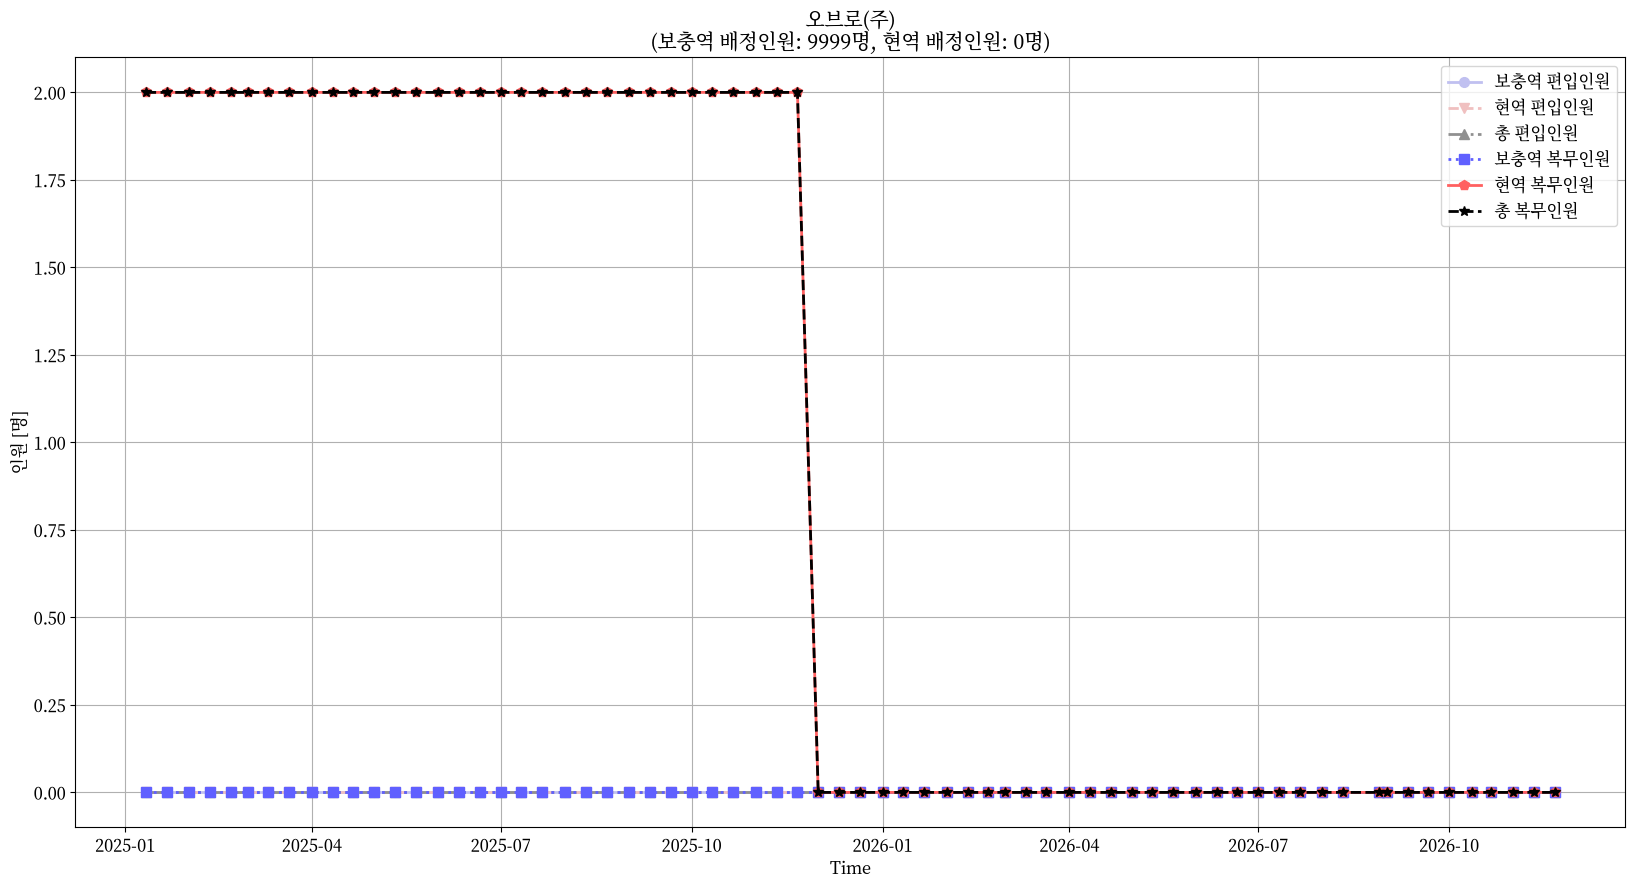 오브로(주)
(보충역 배정인원: 9999명, 현역 배정인원: 0명)
보충역 편입인원
현역 편입인원
총 편입인원
보충역 복무인원
현역 복무인원
총 복무인원
2.00
1.75
1.50
1.25
1.00
0.75
0.50
0.25
0.00
인원 [명]
2025-01
2025-04
2025-07
2025-10
2026-01
2026-04
2026-07
2026-10
Time